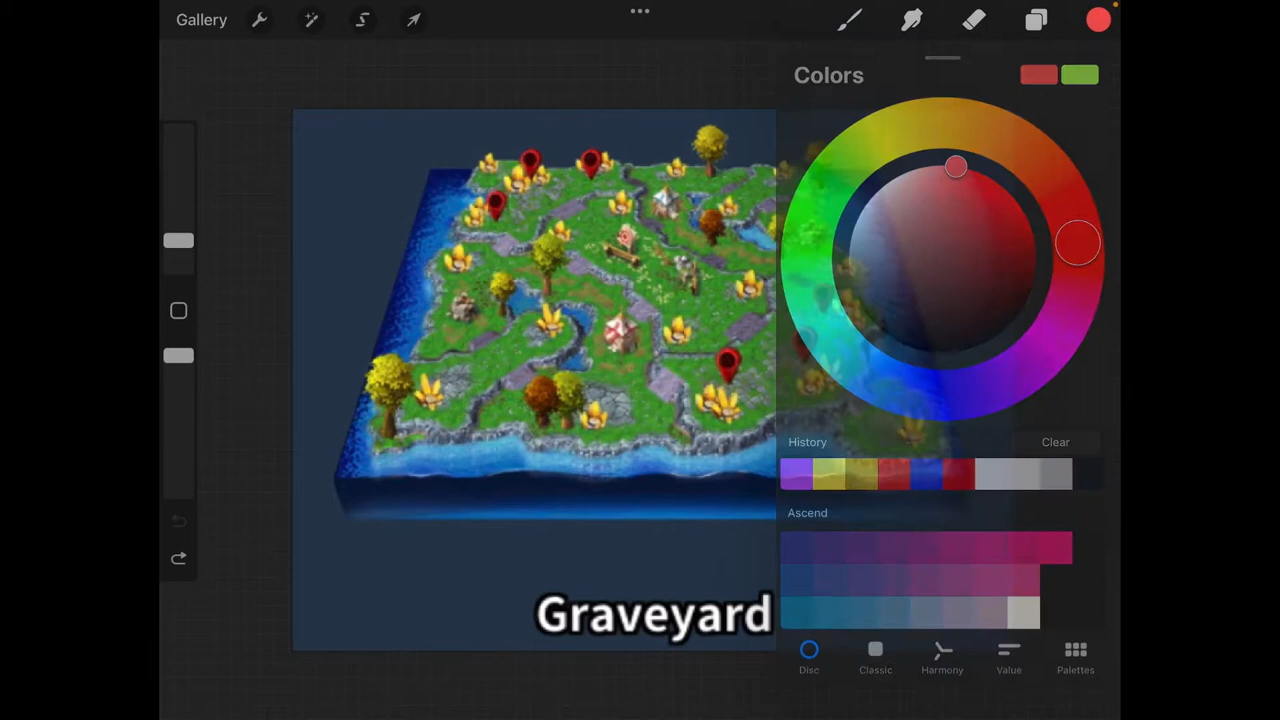 Gallery
Colors
History
Clear
Ascend
Graveyard
Disc
Classic
Harmony
Value
Palettes